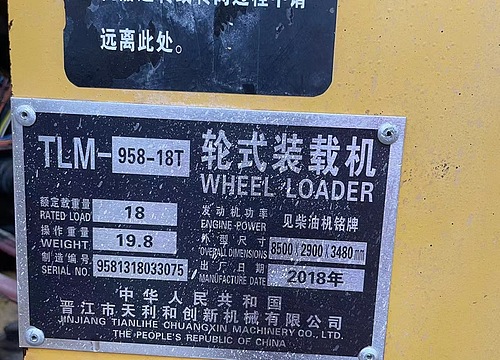 远离此处。
TLM-958-18T 轮式装载机
WHEEL LOADER
额定载重量 18
RATED LOAD
发动机功率 见柴油机铭牌
ENGINE POWER
操作重量 19.8
WEIGHT
外型尺寸 8500 2900 3480mm
OVERALL DIMENSIONS
制造编号 9581318033075
SERIAL NO.
出厂日期 2018年
MANUFACTURE DATE
中华人民共和国
晋江市天利和创新机械有限公司
JINJIANG TIANLIHE CHUANGXIN MACHINERY CO., LTD.
THE PEOPLE'S REPUBLIC OF CHINA